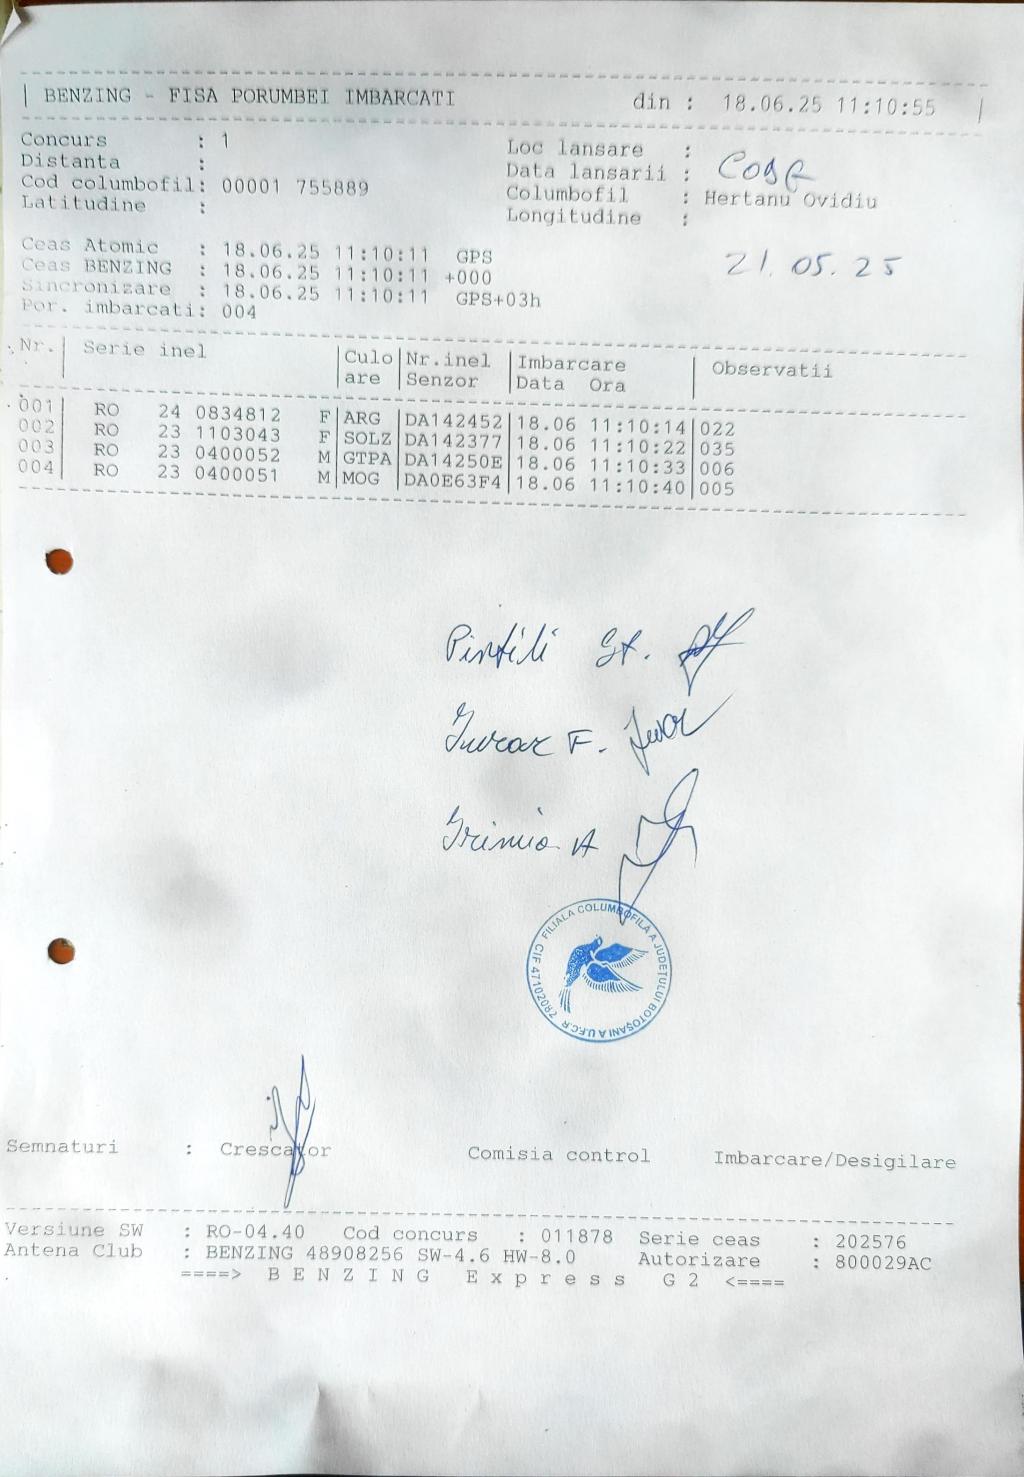 BENZING - FISA PORUMBEI IMBARCATI din : 18.06.25 11:10:55
Concurs : 1 Loc lansare :
Distanta : Data lansarii :
Cod columbofil: 00001 755889 Columbofil : Hertanu Ovidiu
Latitudine : Longitudine :
Ceas Atomic : 18.06.25 11:10:11 GPS
Ceas BENZING : 18.06.25 11:10:11 +000
Sincronizare : 18.06.25 11:10:11 GPS+03h
Por. imbarcati: 004
21.05.25
Nr. | Serie inel | Culoare | Nr.inel Senzor | Imbarcare Data Ora | Observatii
001 | RO 24 0834812 F | ARG | DA142452 | 18.06 11:10:14 | 022
002 | RO 23 1103043 F | SOLZ | DA142377 | 18.06 11:10:22 | 035
003 | RO 23 0400052 M | GTPA | DA14250E | 18.06 11:10:33 | 006
004 | RO 23 0400051 M | MOG | DA0E63F4 | 18.06 11:10:40 | 005
Pintili St.
F.
A
FILIALA COLUMBOFILA A JUDEȚULUI BOTOȘANI A U.F.C.R. CIF 47102082
Semnaturi : Crescator Comisia control Imbarcare/Desigilare
Versiune SW : RO-04.40 Cod concurs : 011878 Serie ceas : 202576
Antena Club : BENZING 48908256 SW-4.6 HW-8.0 Autorizare : 800029AC
====> B E N Z I N G E x p r e s s G 2 <====